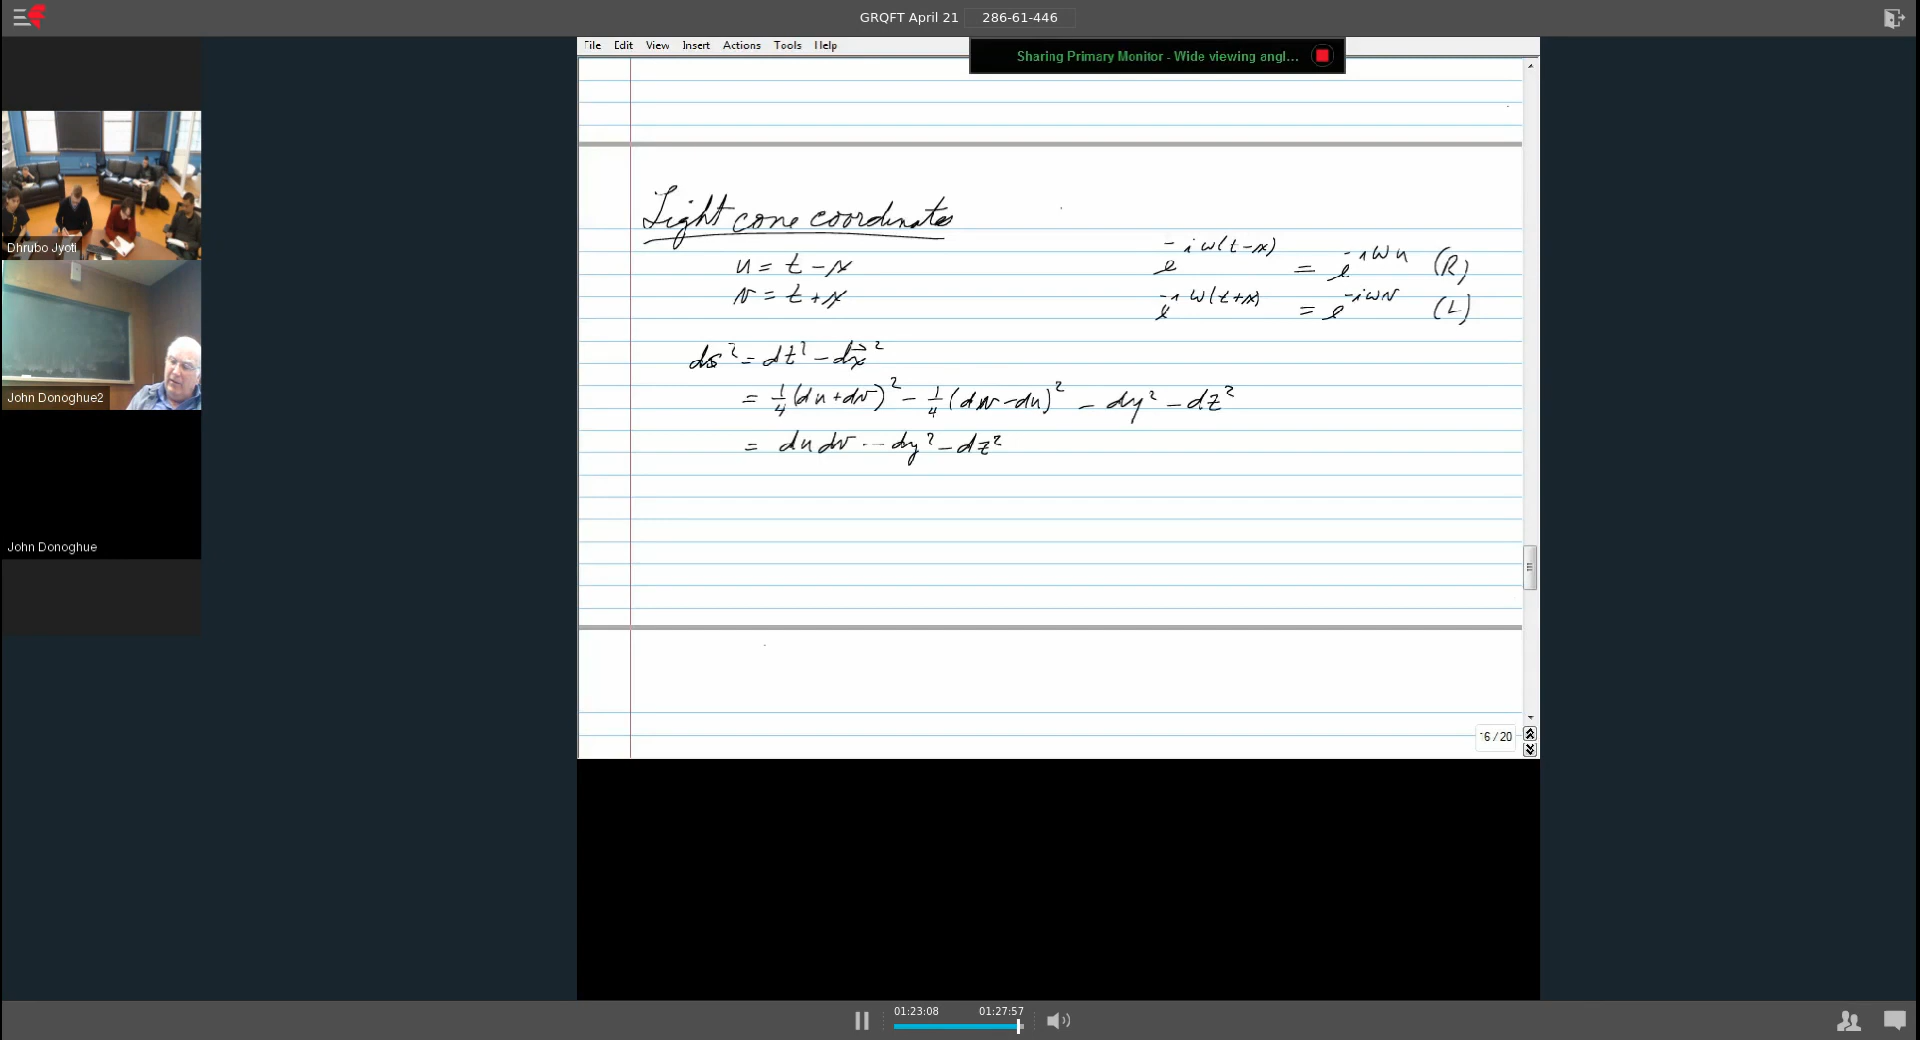 GRQFT April 21 286-61-446
File Edit View Insert Actions Tools Help
Sharing Primary Monitor - Wide viewing angl...
Light cone coordinates
u = t - x
v = t + x
e^{-iω(t-x)} = e^{-iωu} (R)
e^{-iω(t+x)} = e^{-iωv} (L)
ds² = dt² - dx⃗²
= 1/4 (du+dv)² - 1/4 (dv-du)² - dy² - dz²
= du dv - dy² - dz²
Dhrubo Jyoti
John Donoghue2
John Donoghue
16 / 20
01:23:08 01:27:57